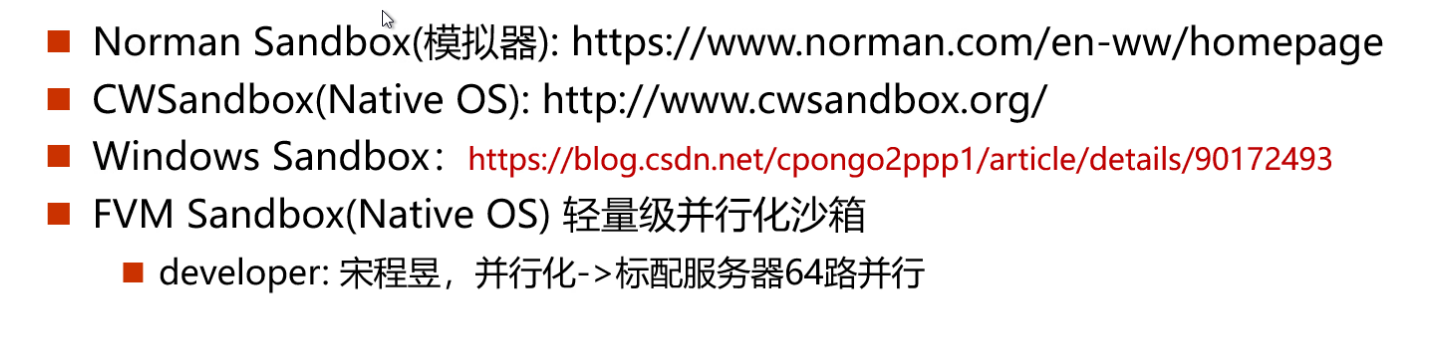 Norman Sandbox(模拟器): https://www.norman.com/en-ww/homepage
CWSandbox(Native OS): http://www.cwsandbox.org/
Windows Sandbox：https://blog.csdn.net/cpongo2ppp1/article/details/90172493
FVM Sandbox(Native OS) 轻量级并行化沙箱
developer: 宋程昱，并行化->标配服务器64路并行